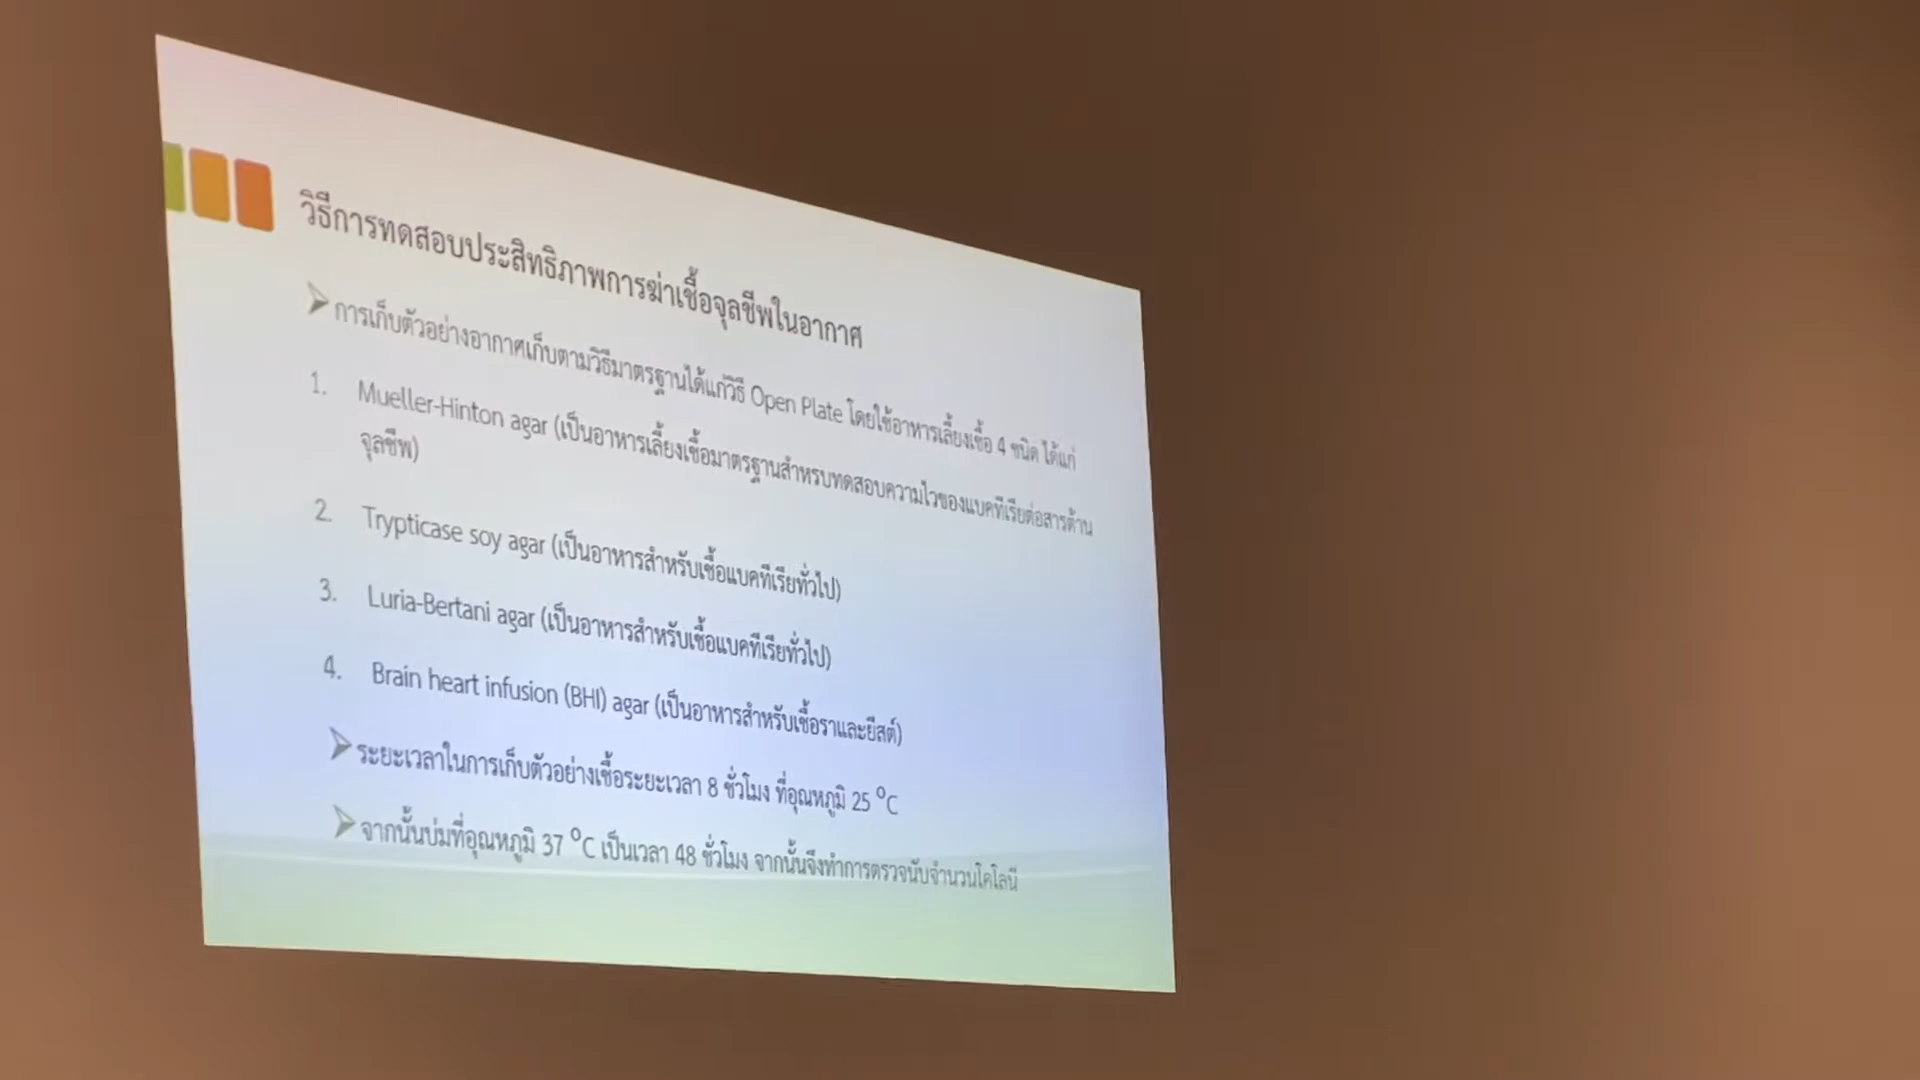 วิธีการทดสอบประสิทธิภาพการฆ่าเชื้อจุลชีพในอากาศ
การเก็บตัวอย่างอากาศเก็บตามวิธีมาตรฐานได้แก่วิธี Open Plate โดยใช้อาหารเลี้ยงเชื้อ 4 ชนิด ได้แก่
1. Mueller-Hinton agar (เป็นอาหารเลี้ยงเชื้อมาตรฐานสำหรบทดสอบความไวของแบคทีเรียต่อสารต้าน
จุลชีพ)
2. Trypticase soy agar (เป็นอาหารสำหรับเชื้อแบคทีเรียทั่วไป)
3. Luria-Bertani agar (เป็นอาหารสำหรับเชื้อแบคทีเรียทั่วไป)
4. Brain heart infusion (BHI) agar (เป็นอาหารสำหรับเชื้อราและยีสต์)
ระยะเวลาในการเก็บตัวอย่างเชื้อระยะเวลา 8 ชั่วโมง ที่อุณหภูมิ 25 ⁰C
จากนั้นบ่มที่อุณหภูมิ 37 ⁰C เป็นเวลา 48 ชั่วโมง จากนั้นจึงทำการตรวจนับจำนวนโคโลนี